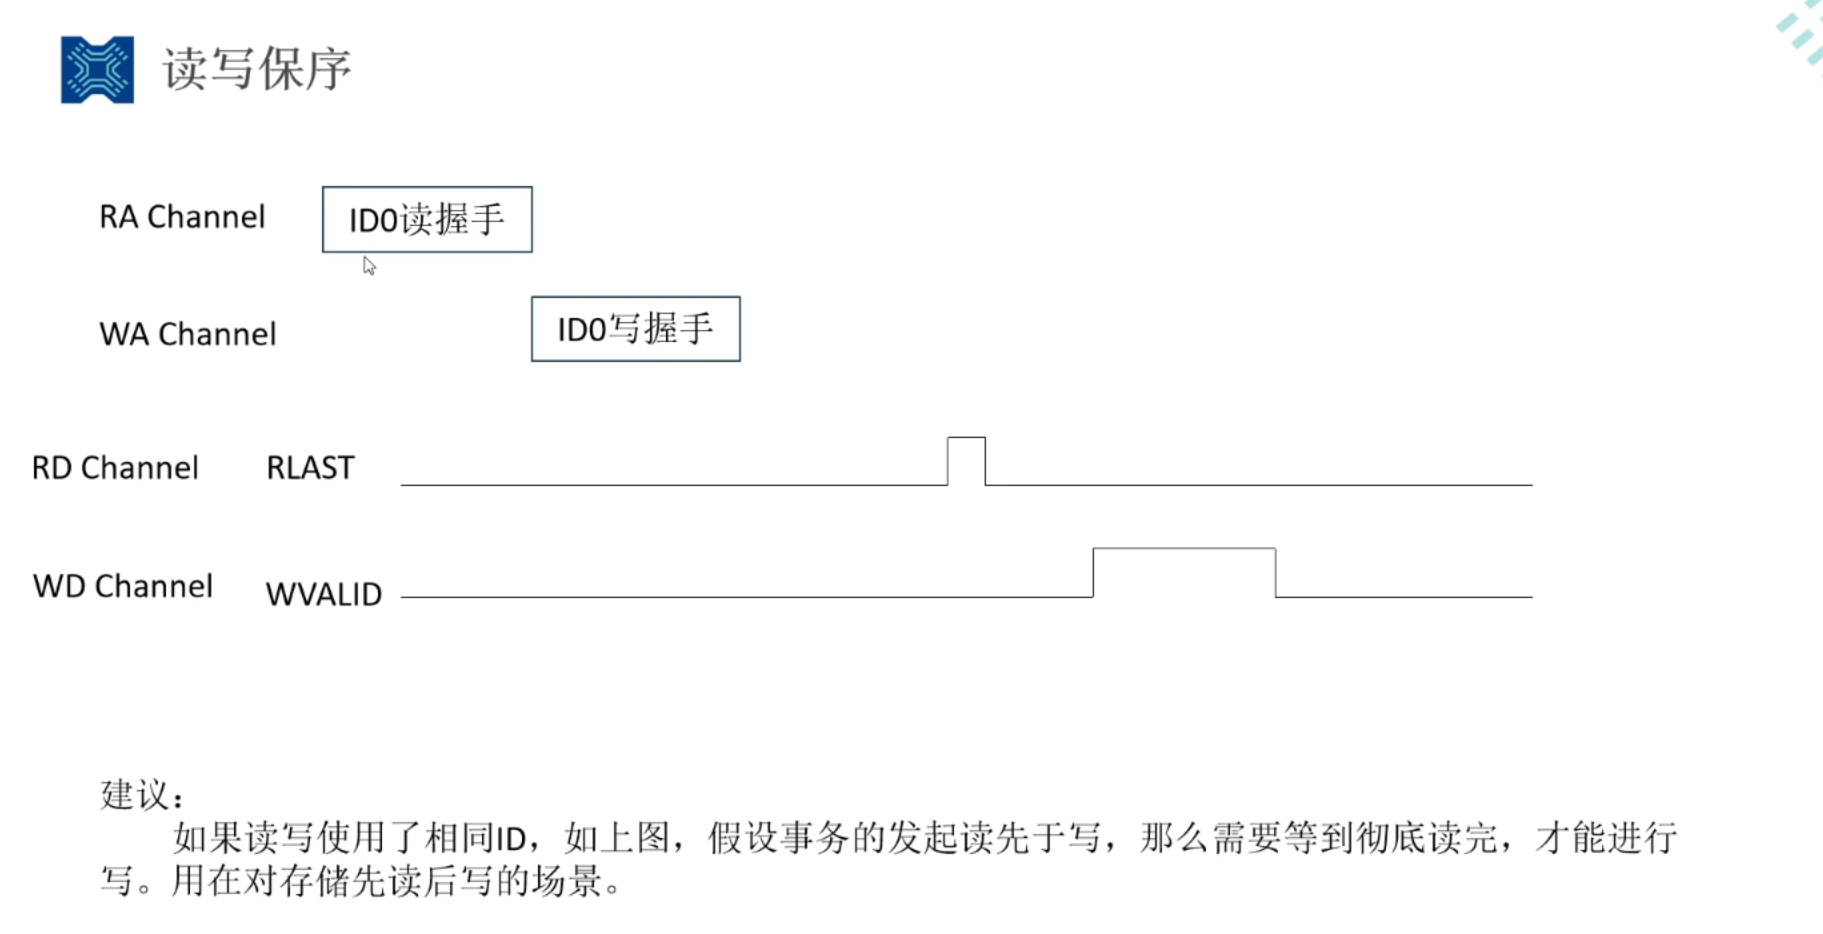 读写保序
RA Channel
ID0读握手
WA Channel
ID0写握手
RD Channel
RLAST
WD Channel
WVALID
建议：
如果读写使用了相同ID，如上图，假设事务的发起读先于写，那么需要等到彻底读完，才能进行
写。用在对存储先读后写的场景。